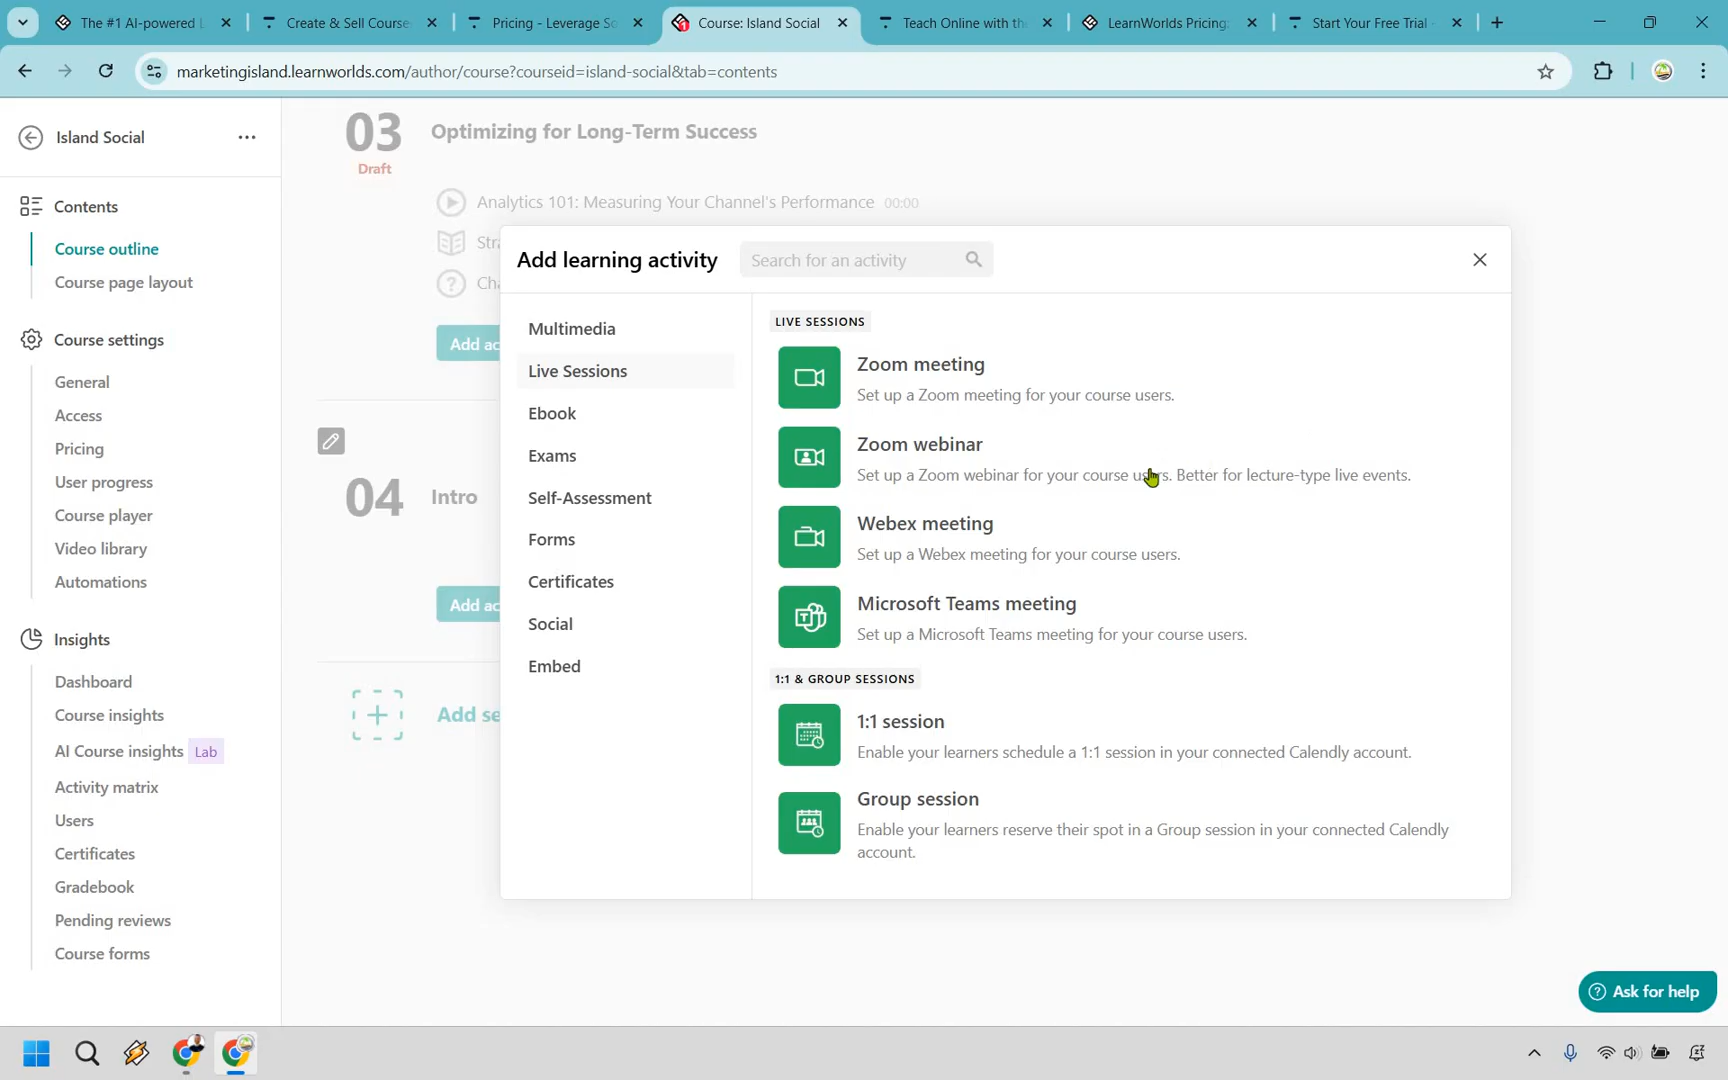 The #1 AI-powered L
Create & Sell Course
Pricing - Leverage So
Course: Island Social
Teach Online with the
LearnWorlds Pricing:
Start Your Free Trial -
marketingisland.learnworlds.com/author/course?courseid=island-social&tab=contents
Island Social
Contents
Course outline
Course page layout
Course settings
General
Access
Pricing
User progress
Course player
Video library
Automations
Insights
Dashboard
Course insights
AI Course insights Lab
Activity matrix
Users
Certificates
Gradebook
Pending reviews
Course forms
03 Optimizing for Long-Term Success
Draft
Analytics 101: Measuring Your Channel's Performance 00:00
Stra
Cha
Add ac
04 Intro
Add ac
Add se
Add learning activity
Search for an activity
Multimedia
Live Sessions
Ebook
Exams
Self-Assessment
Forms
Certificates
Social
Embed
LIVE SESSIONS
Zoom meeting
Set up a Zoom meeting for your course users.
Zoom webinar
Set up a Zoom webinar for your course users. Better for lecture-type live events.
Webex meeting
Set up a Webex meeting for your course users.
Microsoft Teams meeting
Set up a Microsoft Teams meeting for your course users.
1:1 & GROUP SESSIONS
1:1 session
Enable your learners schedule a 1:1 session in your connected Calendly account.
Group session
Enable your learners reserve their spot in a Group session in your connected Calendly
account.
Ask for help